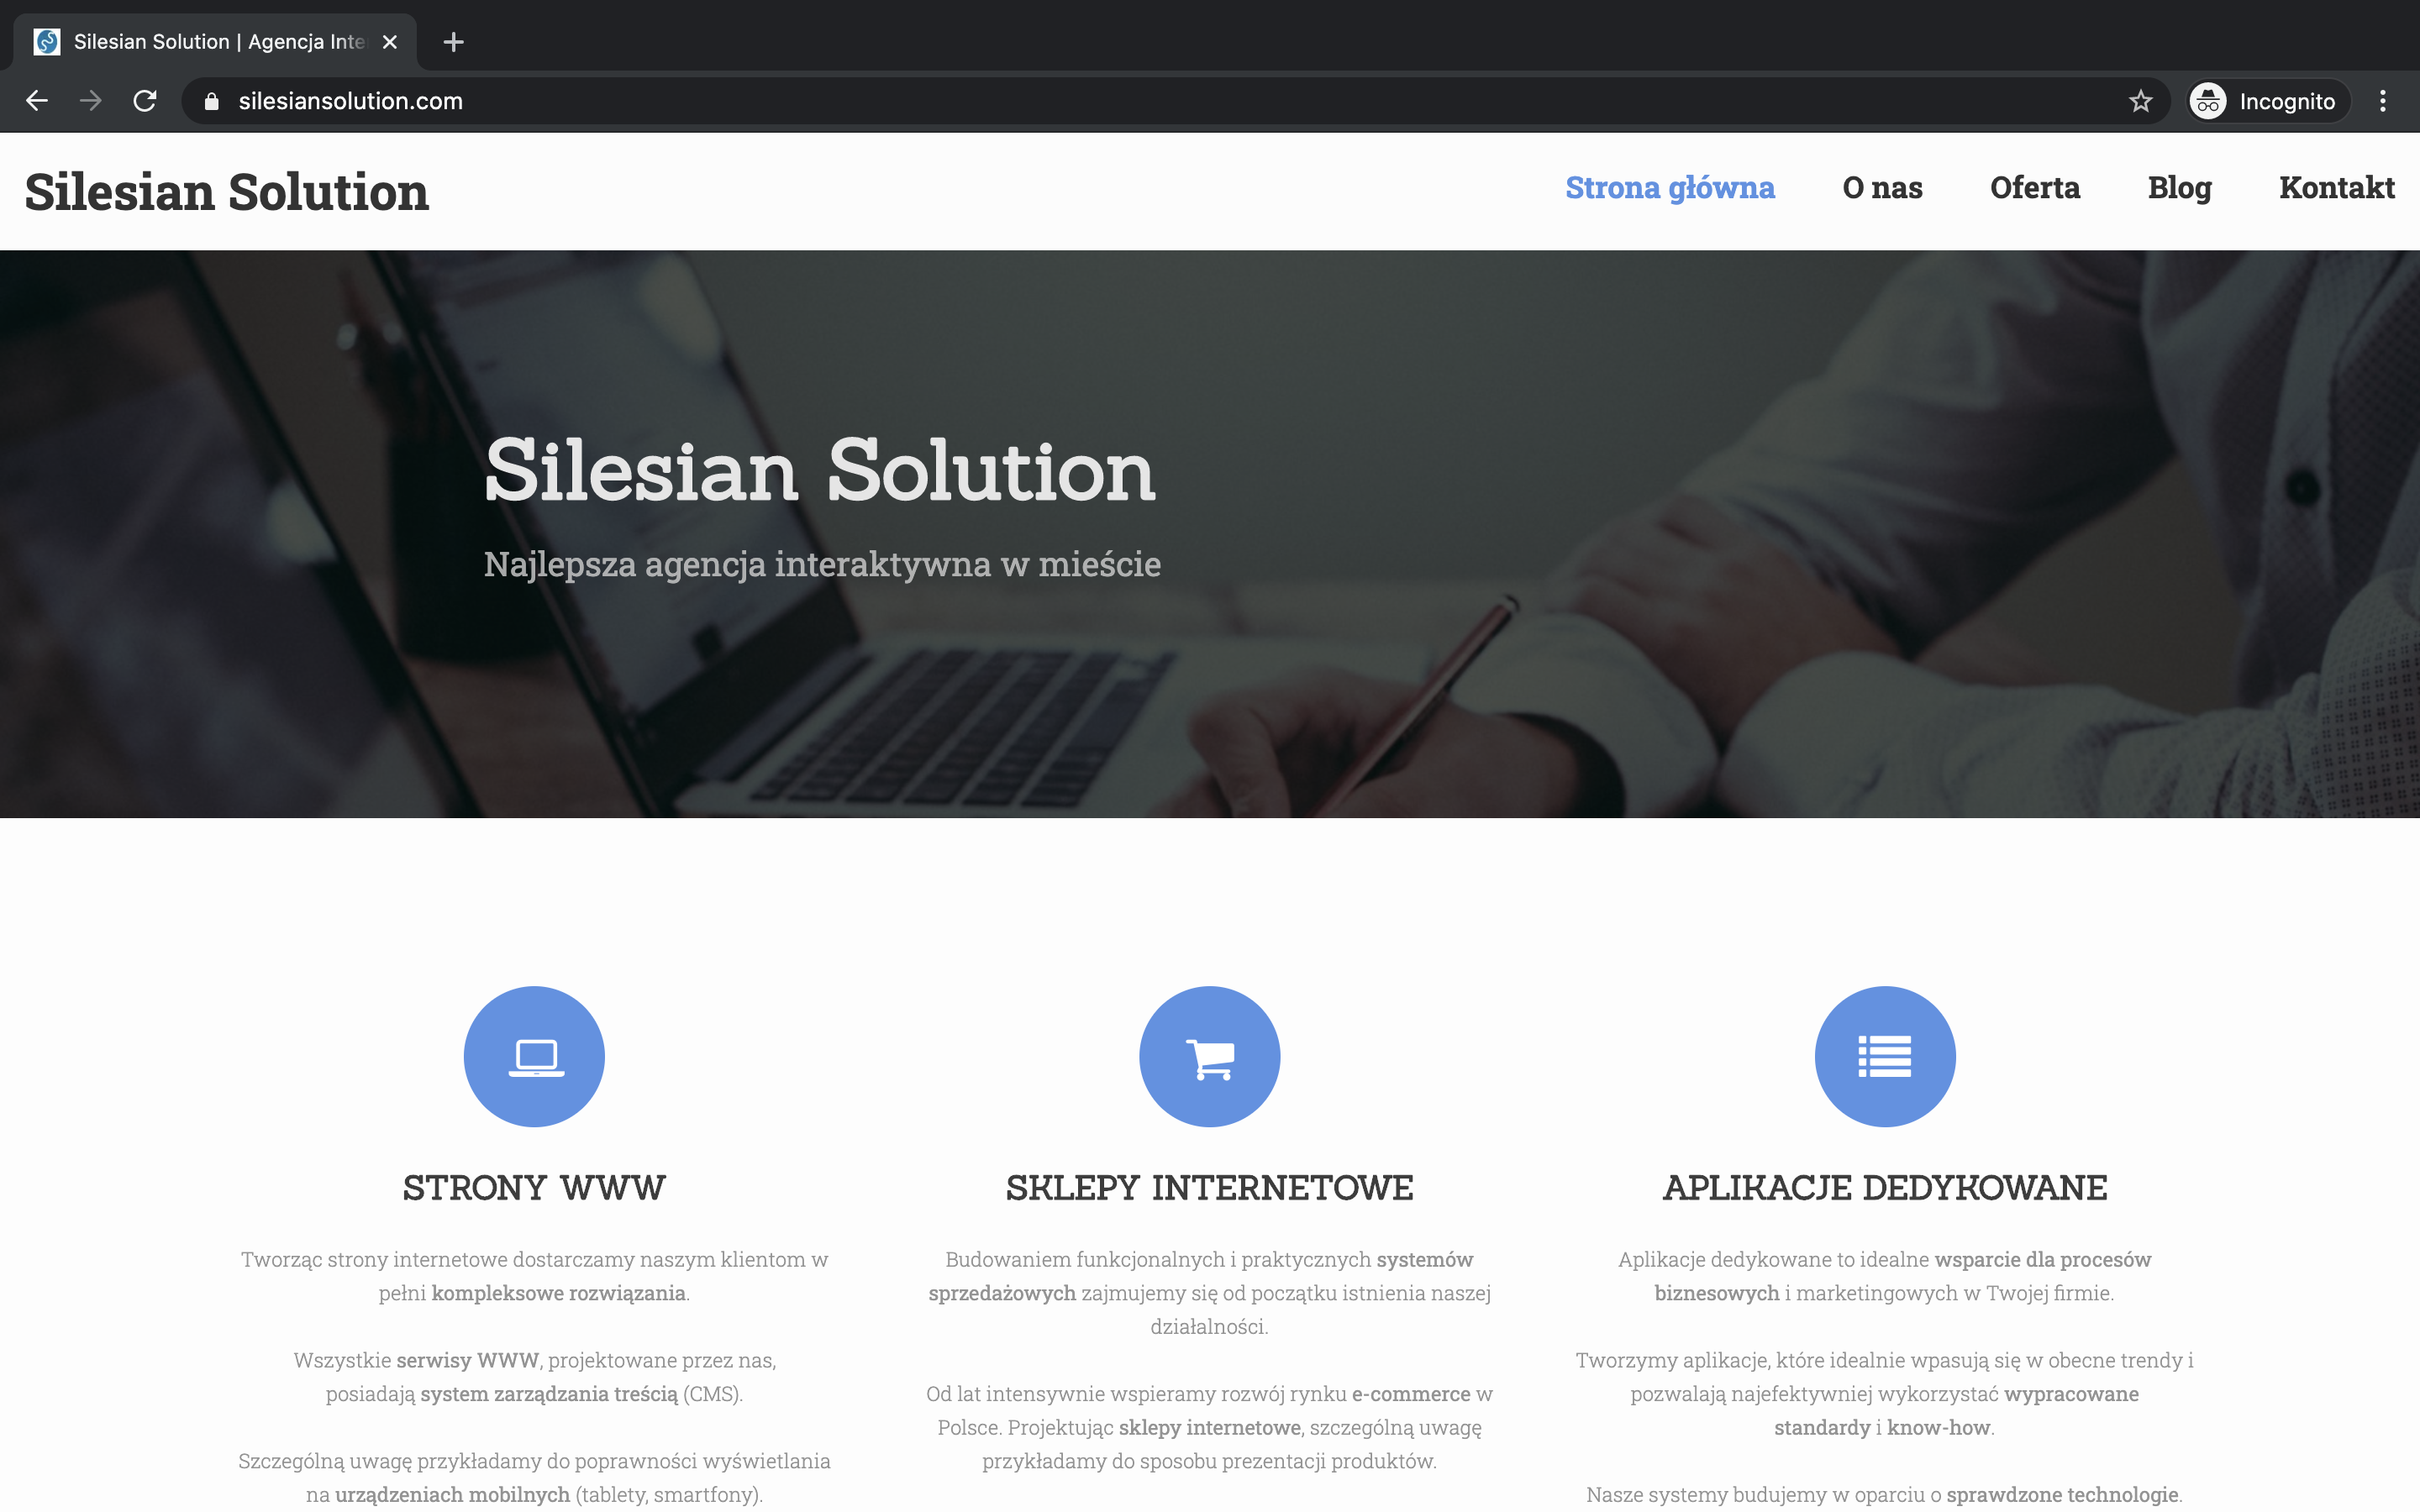 Silesian Solution | Agencja Inte
silesiansolution.com
Incognito
Silesian Solution
Strona główna
O nas
Oferta
Blog
Kontakt
Silesian Solution
Najlepsza agencja interaktywna w mieście
STRONY WWW
Tworząc strony internetowe dostarczamy naszym klientom w
pełni kompleksowe rozwiązania.
Wszystkie serwisy WWW, projektowane przez nas,
posiadają system zarządzania treścią (CMS).
Szczególną uwagę przykładamy do poprawności wyświetlania
na urządzeniach mobilnych (tablety, smartfony).
SKLEPY INTERNETOWE
Budowaniem funkcjonalnych i praktycznych systemów
sprzedażowych zajmujemy się od początku istnienia naszej
działalności.
Od lat intensywnie wspieramy rozwój rynku e-commerce w
Polsce. Projektując sklepy internetowe, szczególną uwagę
przykładamy do sposobu prezentacji produktów.
APLIKACJE DEDYKOWANE
Aplikacje dedykowane to idealne wsparcie dla procesów
biznesowych i marketingowych w Twojej firmie.
Tworzymy aplikacje, które idealnie wpasują się w obecne trendy i
pozwalają najefektywniej wykorzystać wypracowane
standardy i know-how.
Nasze systemy budujemy w oparciu o sprawdzone technologie.